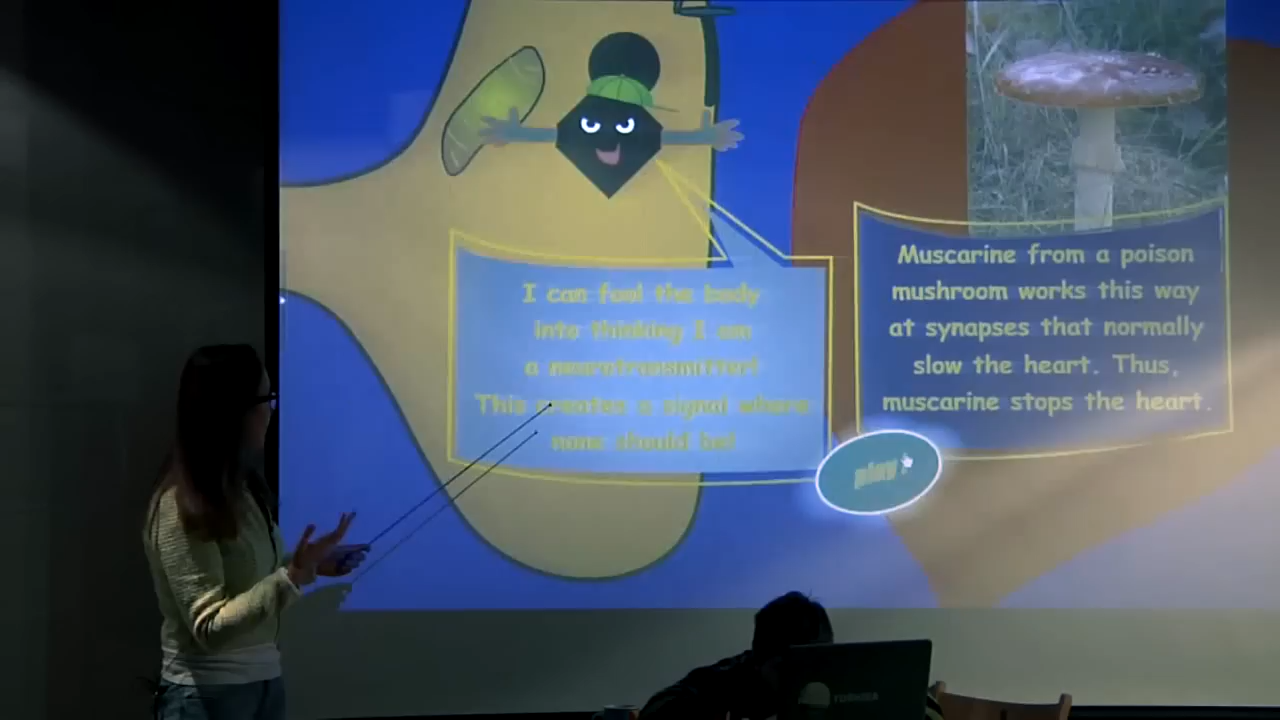 I can fool the body
into thinking I am
a neurotransmitter!
This creates a signal where
none should be!
Muscarine from a poison
mushroom works this way
at synapses that normally
slow the heart. Thus,
muscarine stops the heart.
play
TOSHIBA